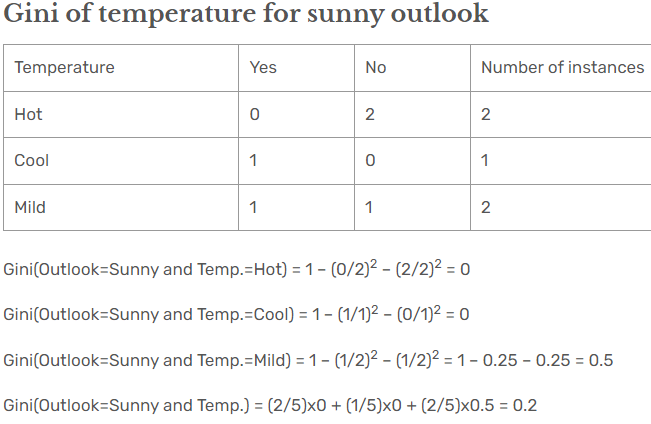 Gini of temperature for sunny outlook
Temperature Yes No Number of instances
Hot 0 2 2
Cool 1 0 1
Mild 1 1 2
Gini(Outlook=Sunny and Temp.=Hot) = 1 – (0/2)² – (2/2)² = 0
Gini(Outlook=Sunny and Temp.=Cool) = 1 – (1/1)² – (0/1)² = 0
Gini(Outlook=Sunny and Temp.=Mild) = 1 – (1/2)² – (1/2)² = 1 – 0.25 – 0.25 = 0.5
Gini(Outlook=Sunny and Temp.) = (2/5)x0 + (1/5)x0 + (2/5)x0.5 = 0.2